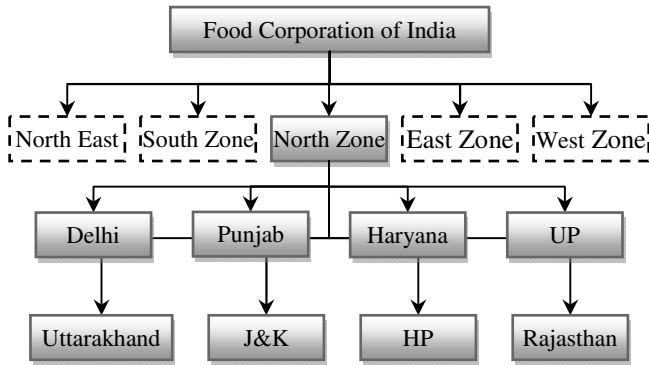 Food Corporation of India
North East
South Zone
North Zone
East Zone
West Zone
Delhi
Punjab
Haryana
UP
Uttarakhand
J&K
HP
Rajasthan